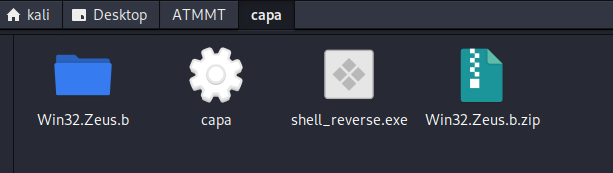 kali Desktop ATMMT capa
Win32.Zeus.b capa shell_reverse.exe Win32.Zeus.b.zip